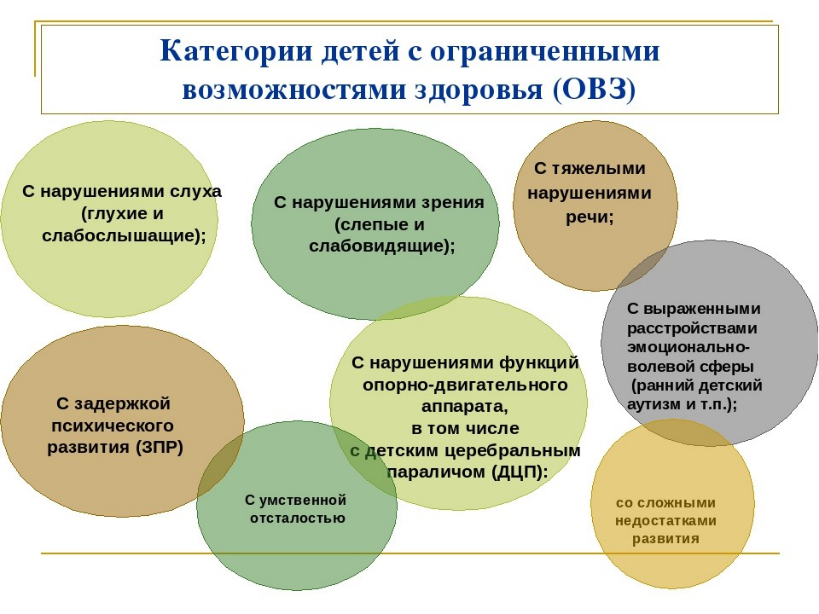 Категории детей с ограниченными
возможностями здоровья (ОВЗ)
С нарушениями слуха
(глухие и
слабослышащие);
С нарушениями зрения
(слепые и
слабовидящие);
С тяжелыми
нарушениями
речи;
С выраженными
расстройствами
эмоционально-
волевой сферы
(ранний детский
аутизм и т.п.);
С задержкой
психического
развития (ЗПР)
С нарушениями функций
опорно-двигательного
аппарата,
в том числе
с детским церебральным
параличом (ДЦП):
С умственной
отсталостью
со сложными
недостатками
развития